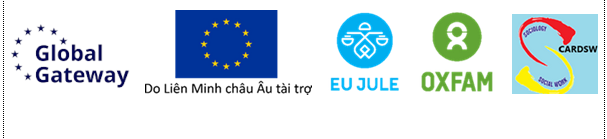 Global
Gateway
Do Liên Minh châu Âu tài trợ
EU JULE
OXFAM
SOCIOLOGY
CARDSW
SOCIAL WORK